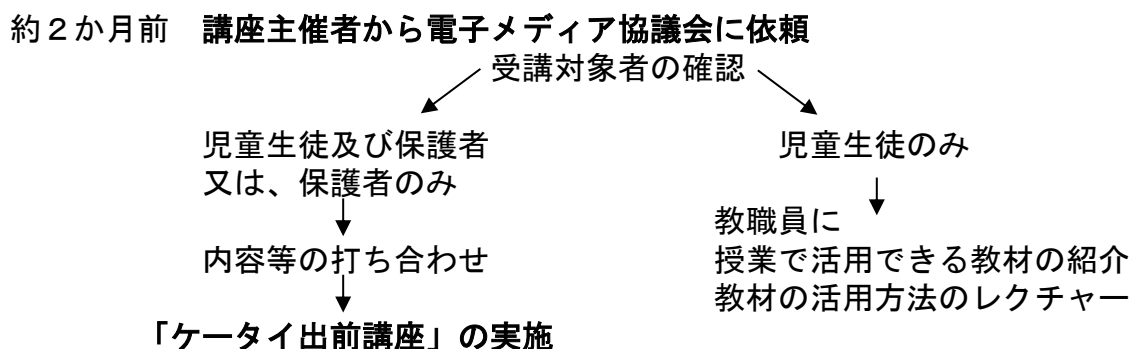 約２か月前　講座主催者から電子メディア協議会に依頼
受講対象者の確認
児童生徒及び保護者
又は、保護者のみ
内容等の打ち合わせ
「ケータイ出前講座」の実施
児童生徒のみ
教職員に
授業で活用できる教材の紹介
教材の活用方法のレクチャー